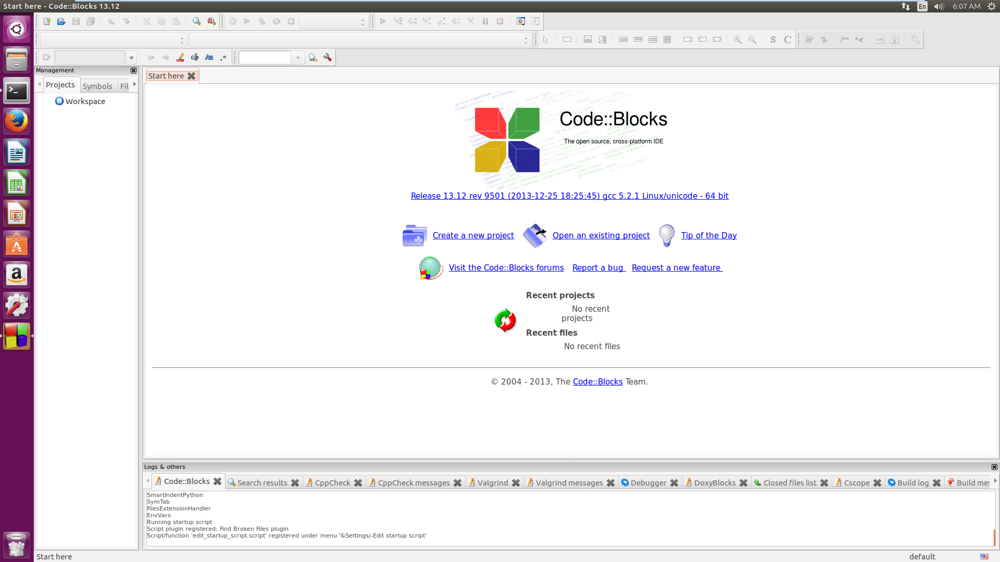 Start here - Code::Blocks 13.12
En
6:07 AM
S C
/** *<
Aa .*
Management
Projects Symbols Fil
Workspace
Start here
Code::Blocks
The open source, cross-platform IDE
Release 13.12 rev 9501 (2013-12-25 18:25:45) gcc 5.2.1 Linux/unicode - 64 bit
Create a new project Open an existing project Tip of the Day
Visit the Code::Blocks forums Report a bug Request a new feature
Recent projects
No recent
projects
Recent files
No recent files
© 2004 - 2013, The Code::Blocks Team.
Logs & others
Code::Blocks Search results CppCheck CppCheck messages Valgrind Valgrind messages Debugger DoxyBlocks Closed files list Cscope Build log Build mes
SmartIndentPython
SymTab
FilesExtensionHandler
EnvVars
Running startup script
Script plugin registered: Find Broken Files plugin
Script/function 'edit_startup_script.script' registered under menu '&Settings/-Edit startup script'
Start here
default